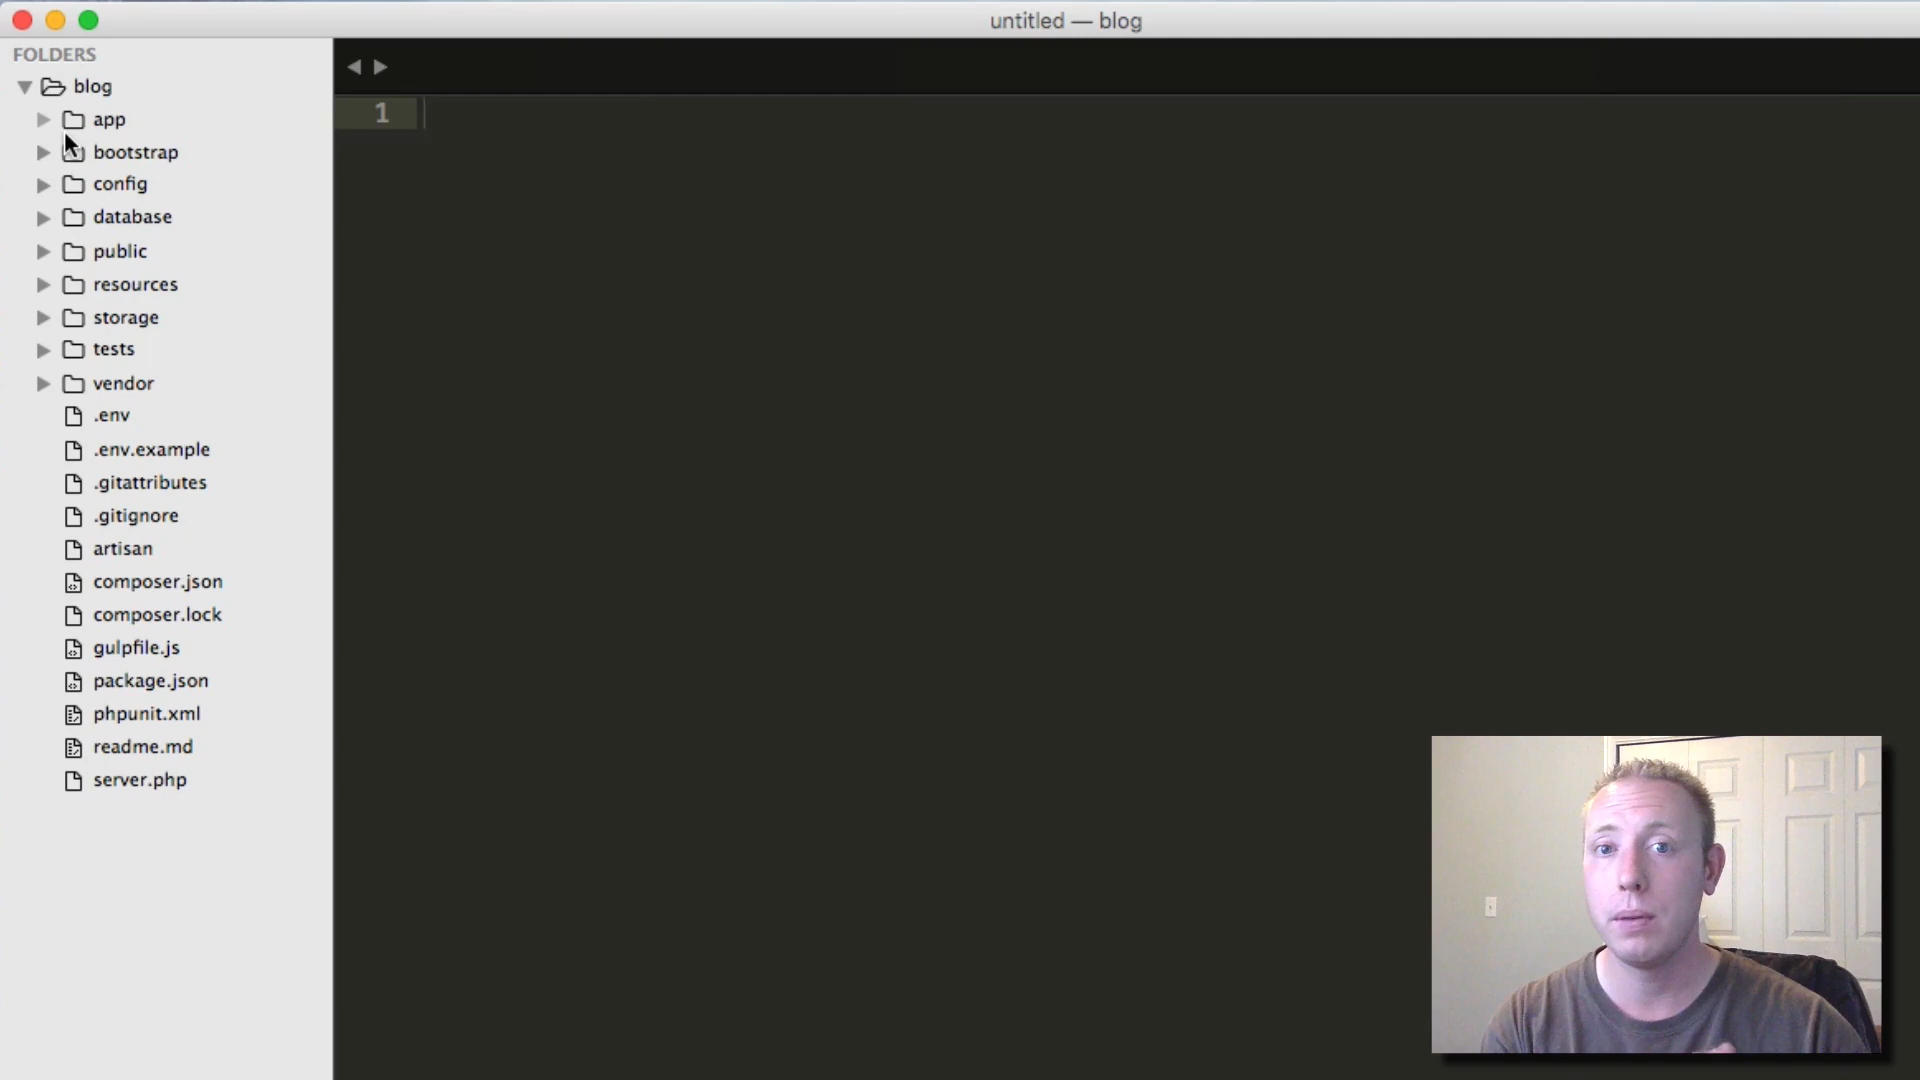 untitled — blog
FOLDERS
blog
app
bootstrap
config
database
public
resources
storage
tests
vendor
.env
.env.example
.gitattributes
.gitignore
artisan
composer.json
composer.lock
gulpfile.js
package.json
phpunit.xml
readme.md
server.php
1